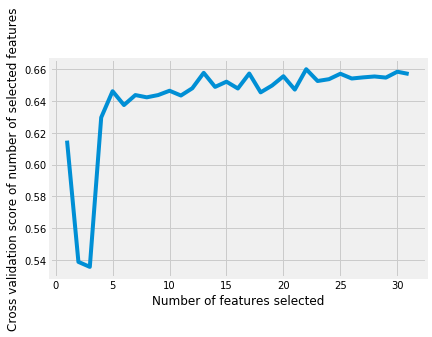 Cross validation score of number of selected features
0.66
0.64
0.62
0.60
0.58
0.56
0.54
0 5 10 15 20 25 30
Number of features selected